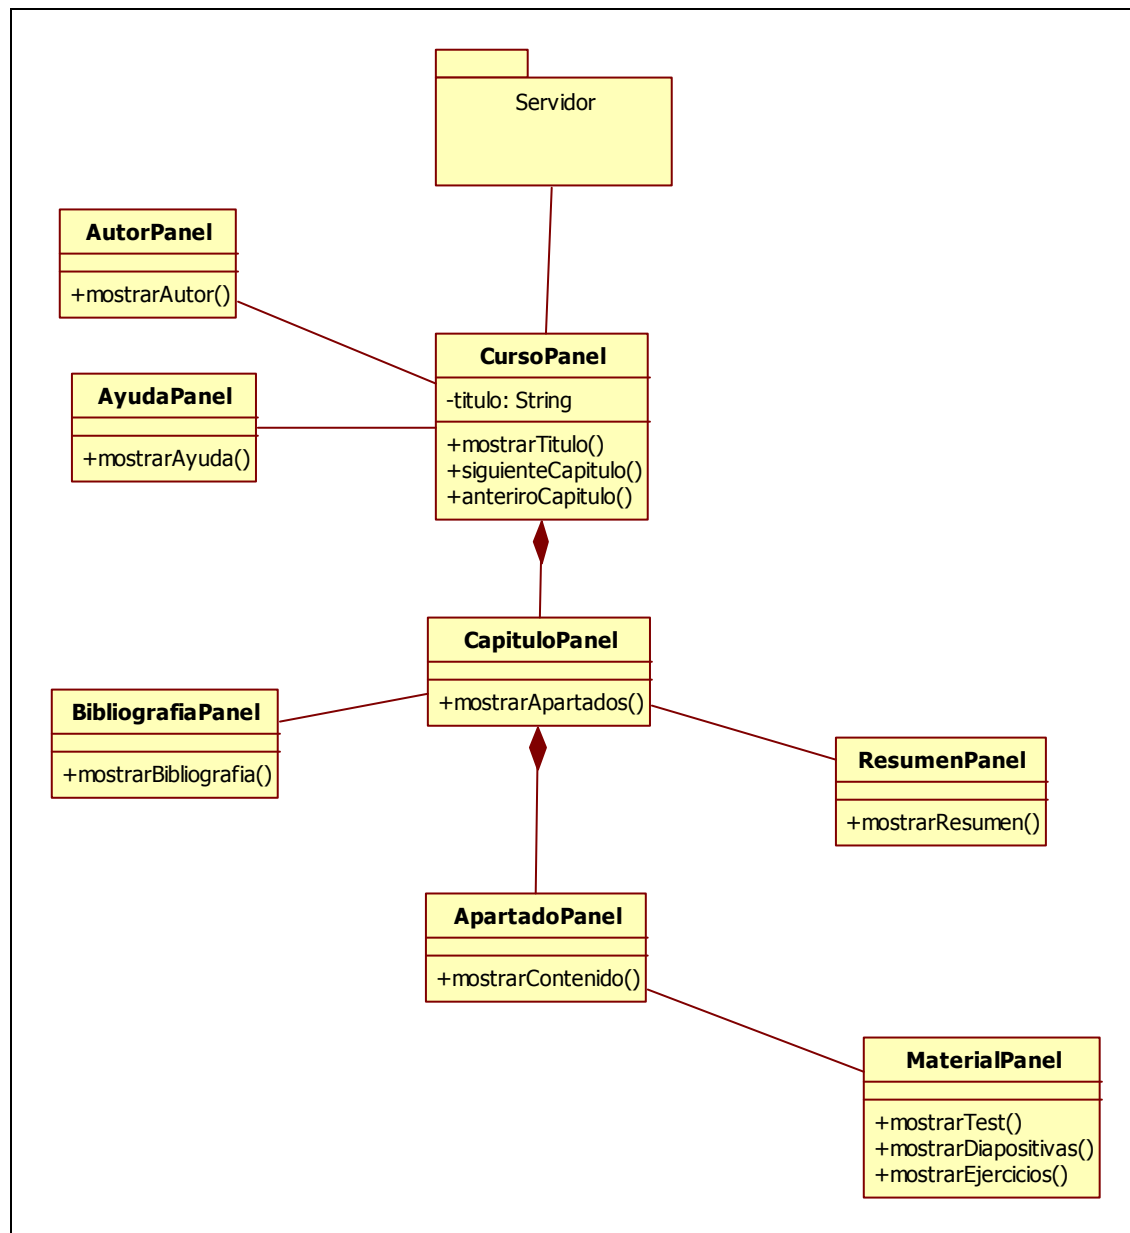 Servidor
AutorPanel
+mostrarAutor()
CursoPanel
-titulo: String
+mostrarTitulo()
+siguienteCapitulo()
+anteriroCapitulo()
AyudaPanel
+mostrarAyuda()
CapituloPanel
+mostrarApartados()
BibliografiaPanel
+mostrarBibliografia()
ResumenPanel
+mostrarResumen()
ApartadoPanel
+mostrarContenido()
MaterialPanel
+mostrarTest()
+mostrarDiapositivas()
+mostrarEjercicios()